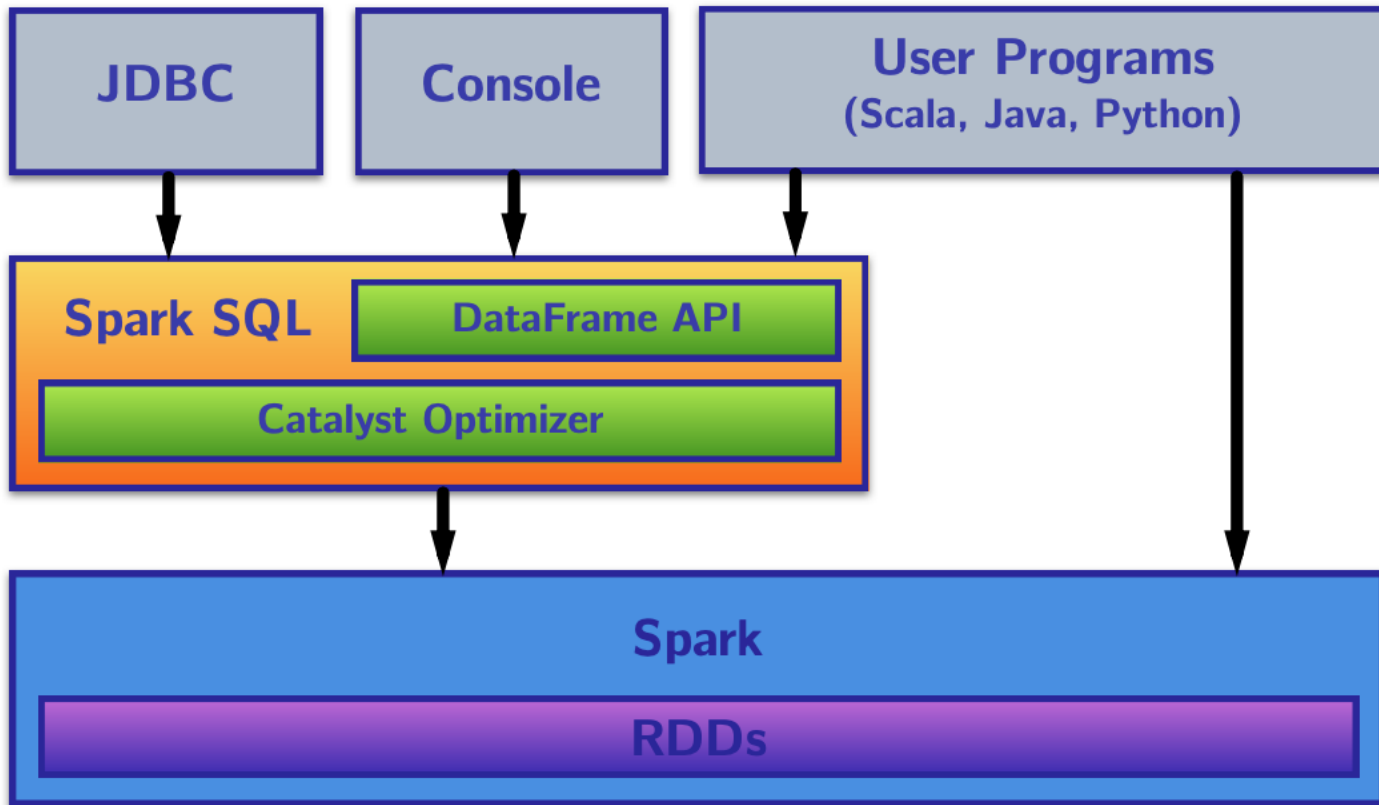 JDBC
Console
User Programs
(Scala, Java, Python)
Spark SQL
DataFrame API
Catalyst Optimizer
Spark
RDDs